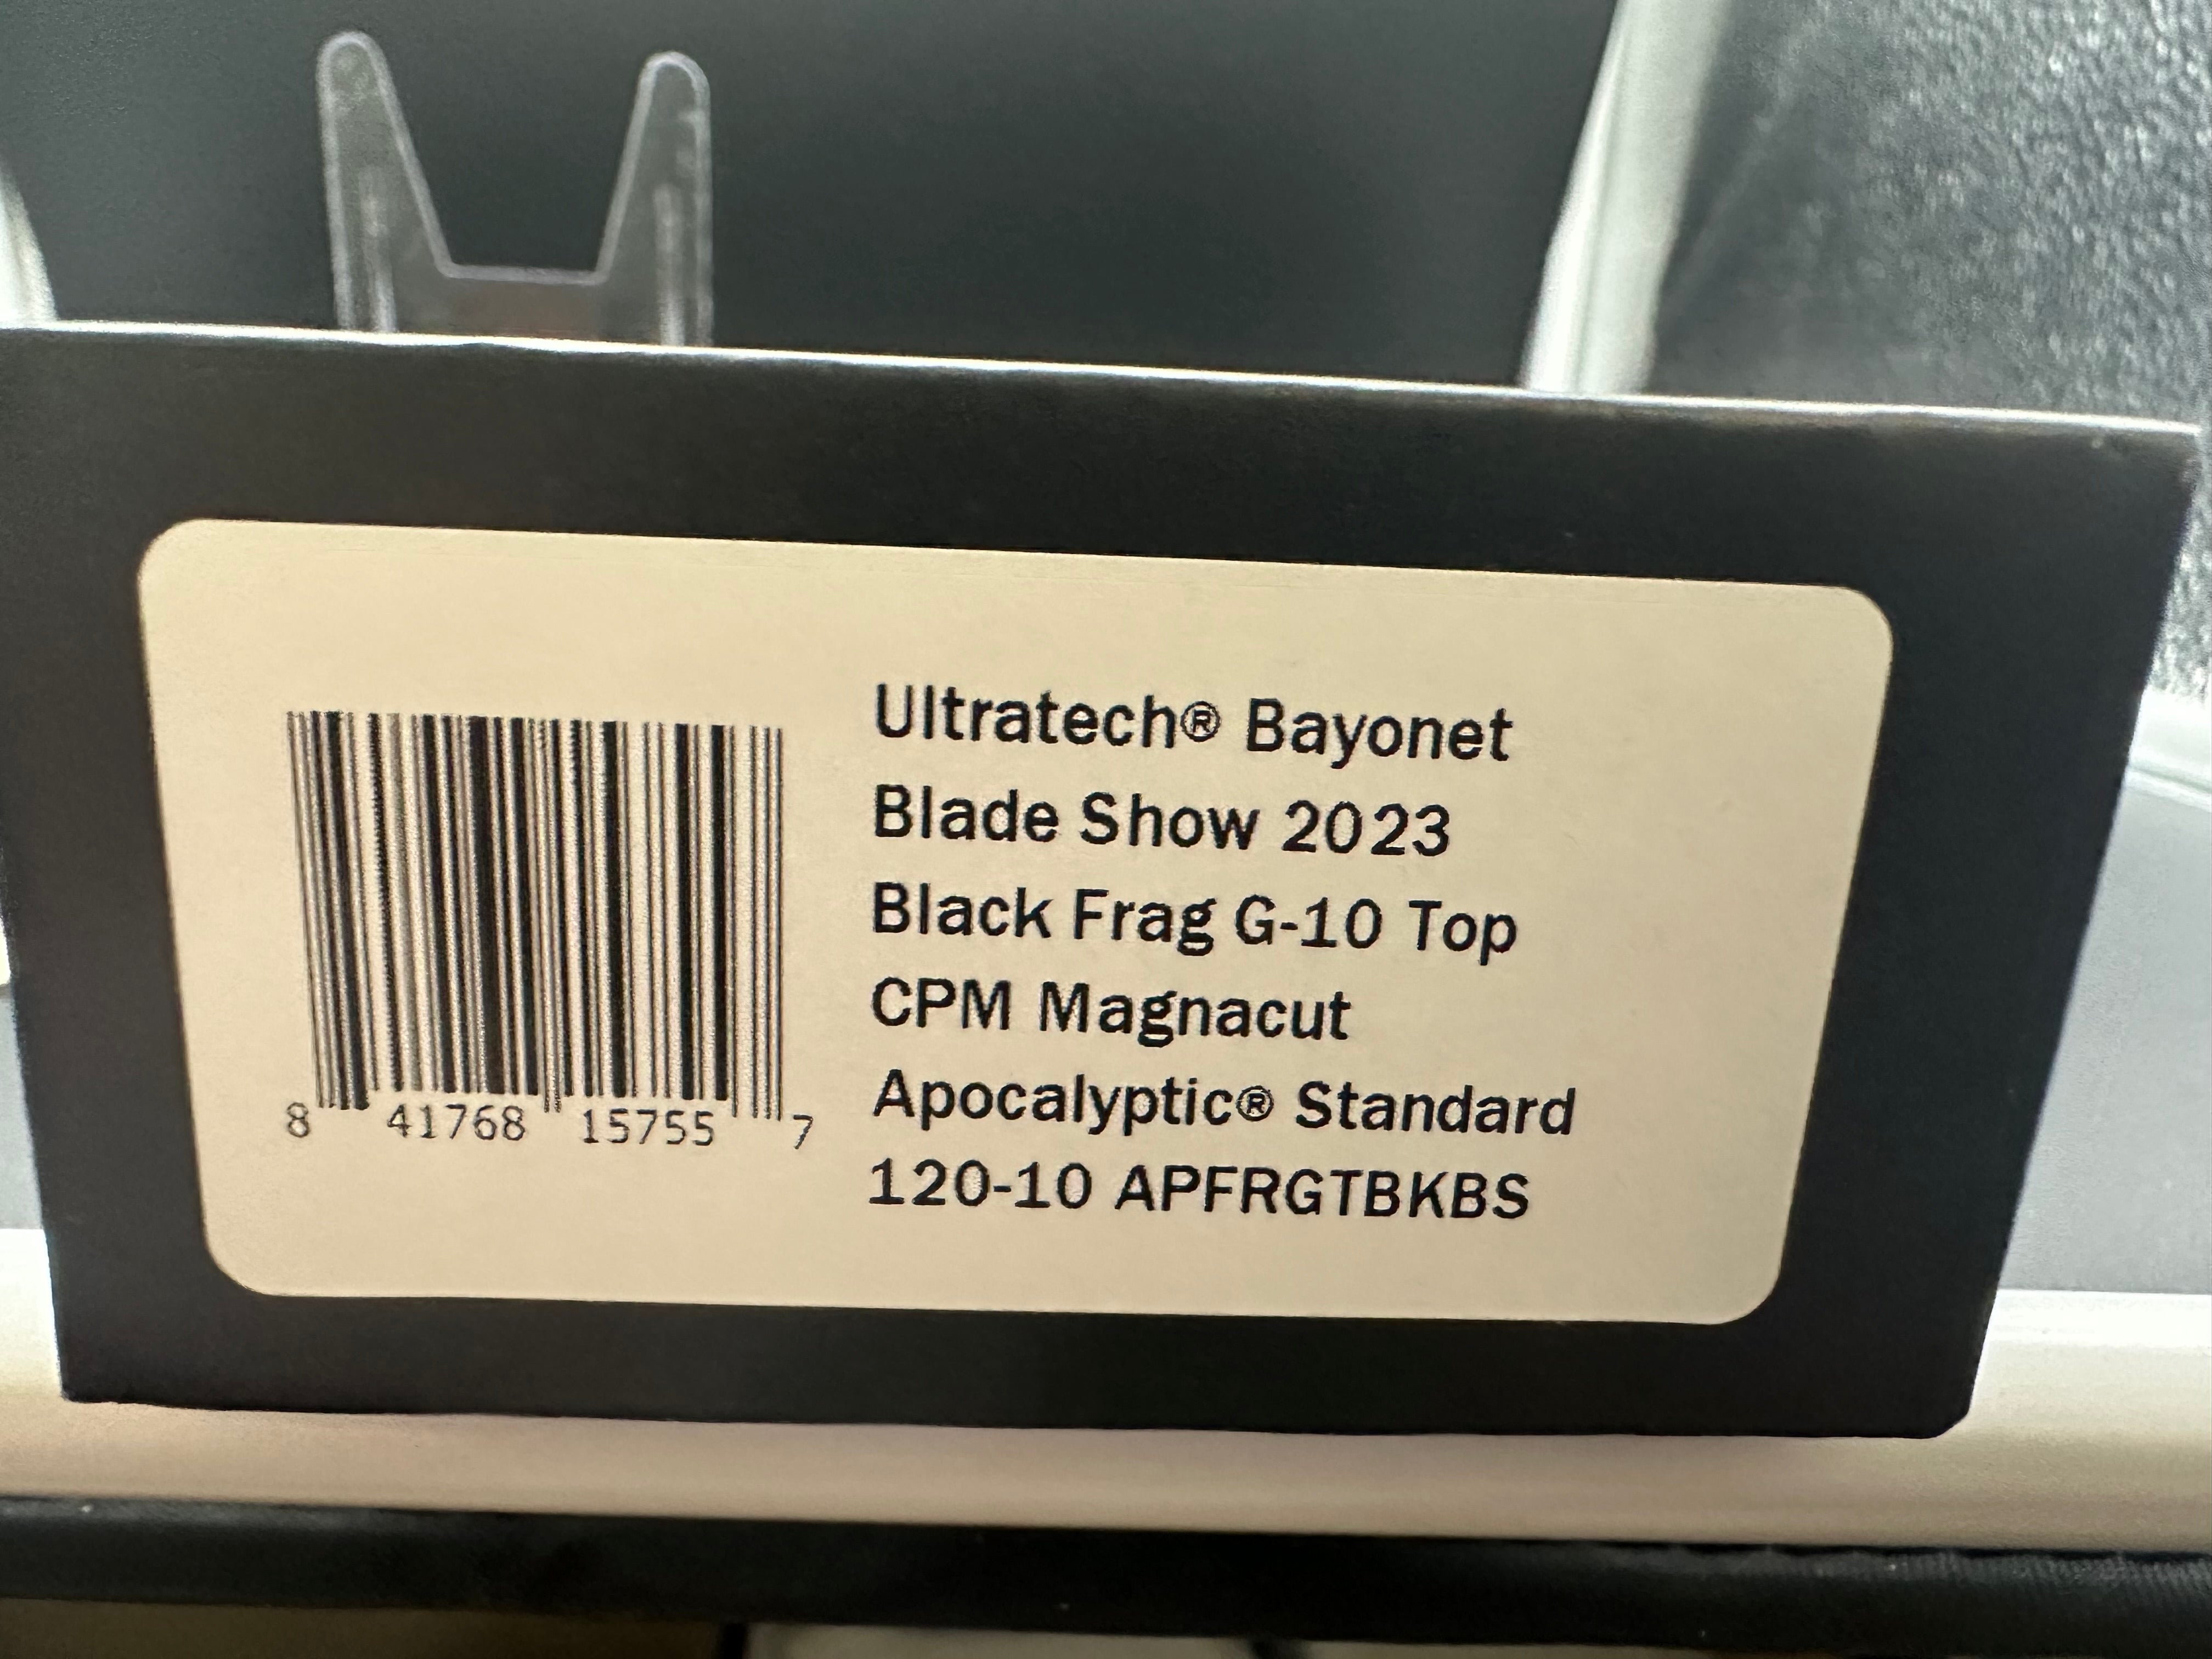 Ultratech® Bayonet
Blade Show 2023
Black Frag G-10 Top
CPM Magnacut
Apocalyptic® Standard
120-10 APFRGTBKBS
8 41768 15755 7